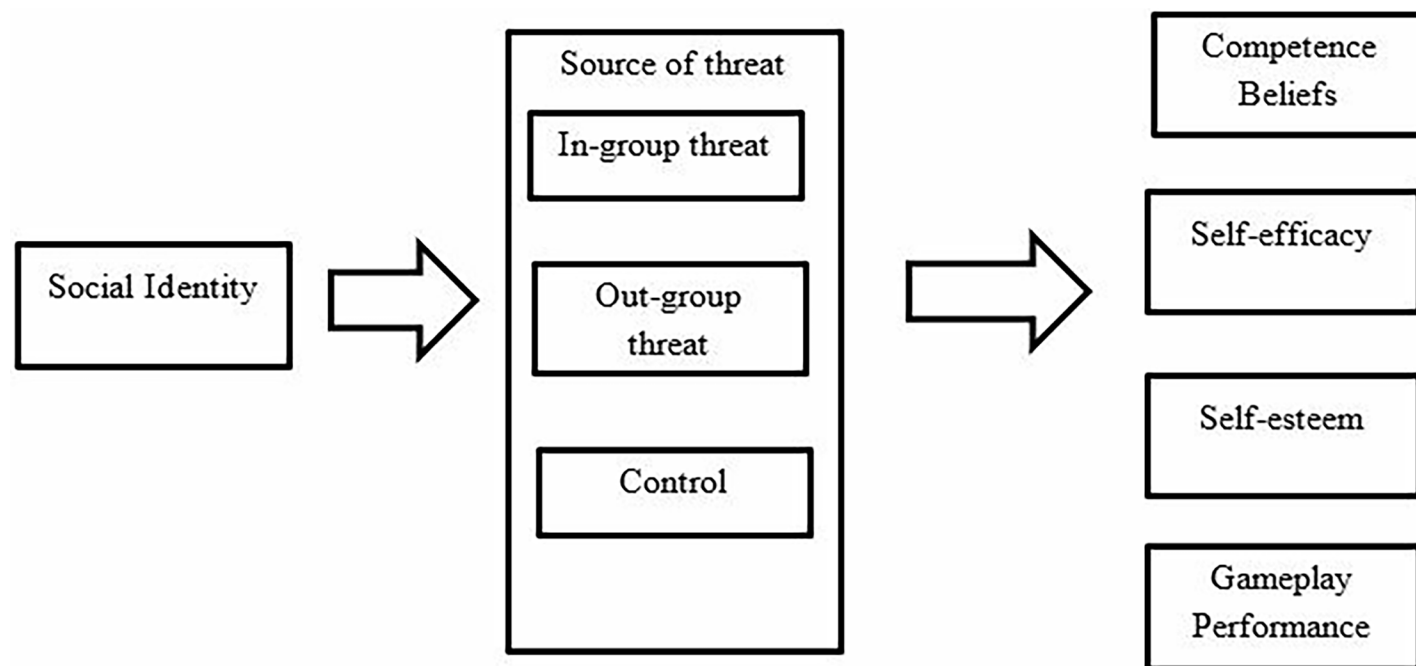 Social Identity
Source of threat
In-group threat
Out-group
threat
Control
Competence
Beliefs
Self-efficacy
Self-esteem
Gameplay
Performance